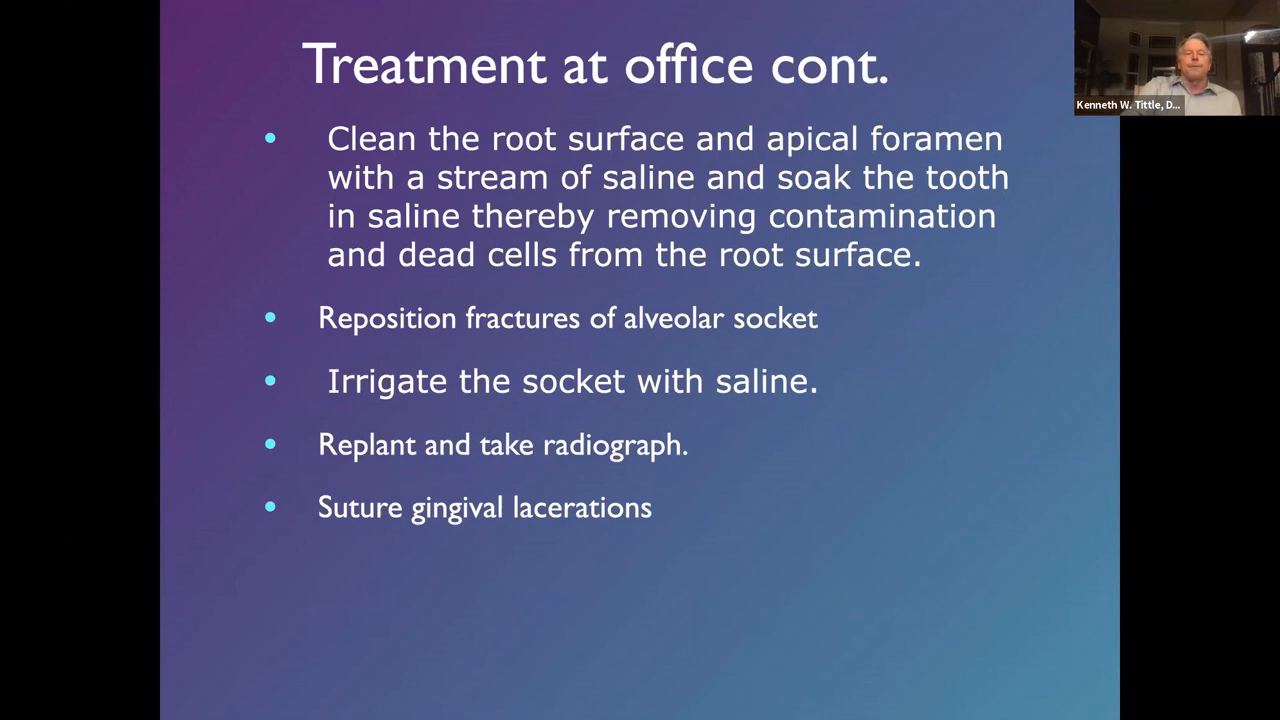 Treatment at office cont.
Kenneth W. Tittle, D...
• Clean the root surface and apical foramen
with a stream of saline and soak the tooth
in saline thereby removing contamination
and dead cells from the root surface.
• Reposition fractures of alveolar socket
• Irrigate the socket with saline.
• Replant and take radiograph.
• Suture gingival lacerations